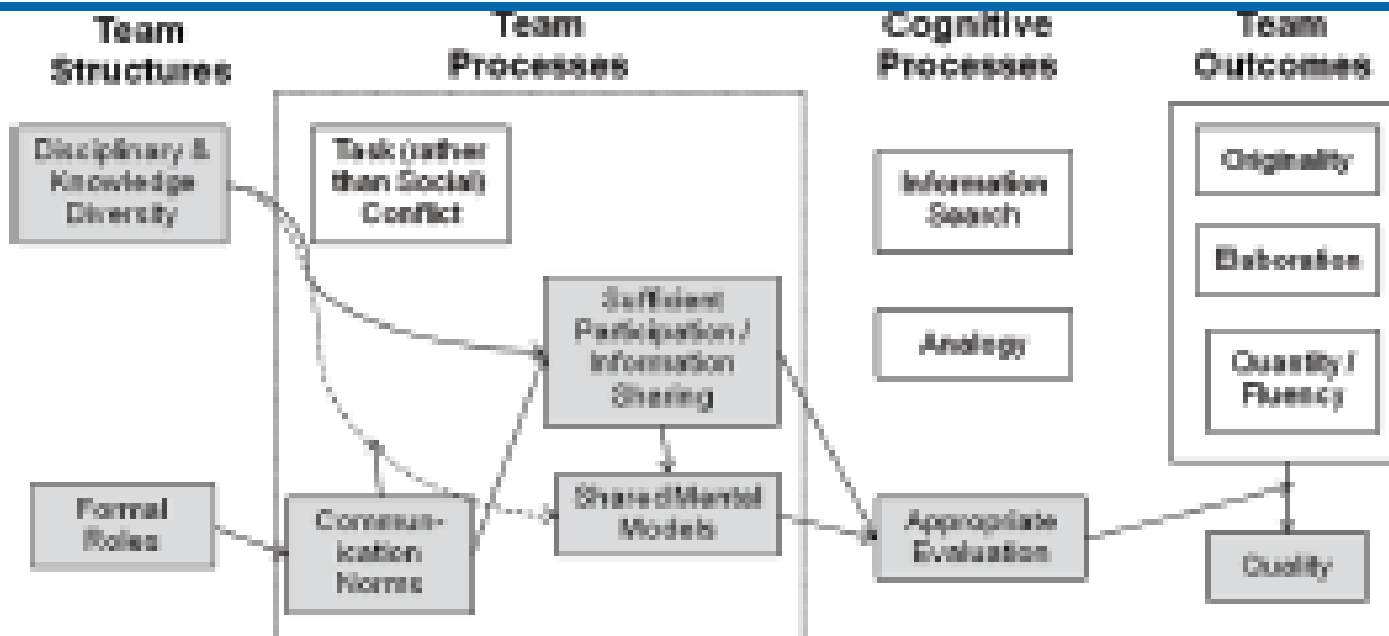 Team
Structures
Team
Processes
Cognitive
Processes
Team
Outcomes
Disciplinary &
Knowledge
Diversity
Task (rather
than Social)
Conflict
Information
Search
Originality
Elaboration
Sufficient
Participation /
Information
Sharing
Analogy
Quantity /
Fluency
Formal
Roles
Commun-
ication
Norms
Shared Mental
Models
Appropriate
Evaluation
Quality